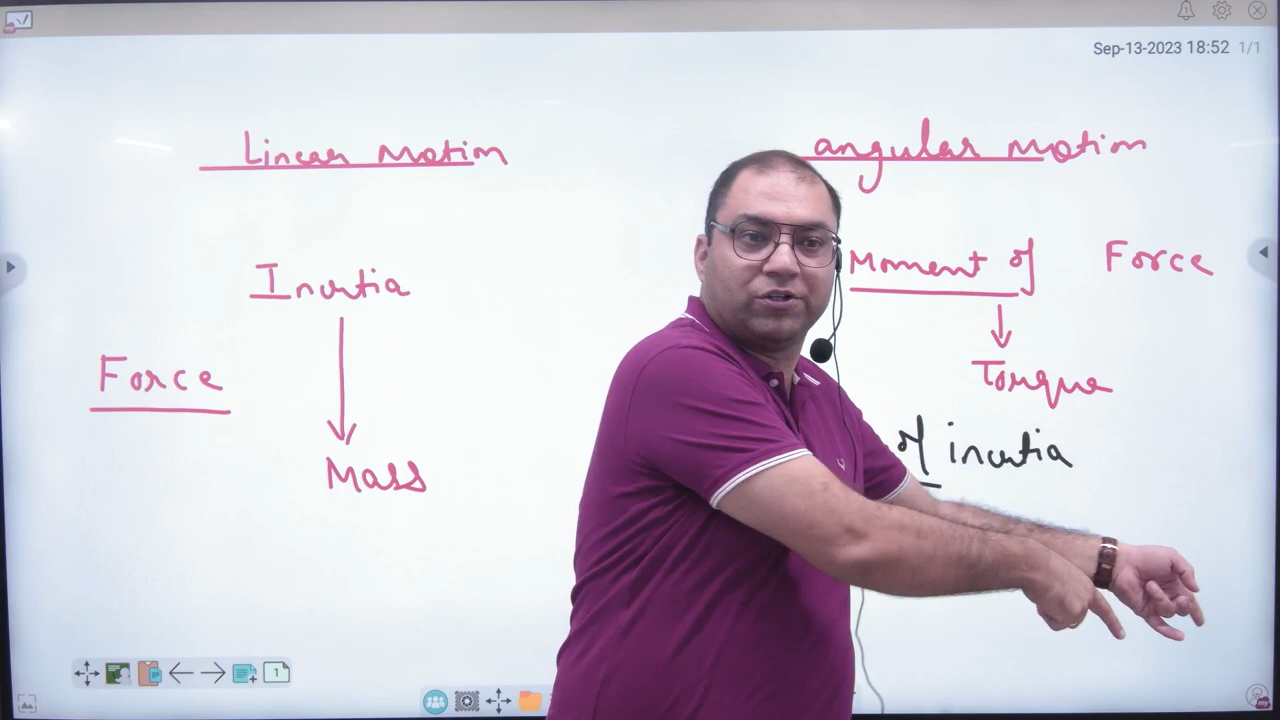 Sep-13-2023 18:52 1/1
Linear Motion
Inertia
Force
Mass
angular motion
Moment of Force
Torque
of inertia
1